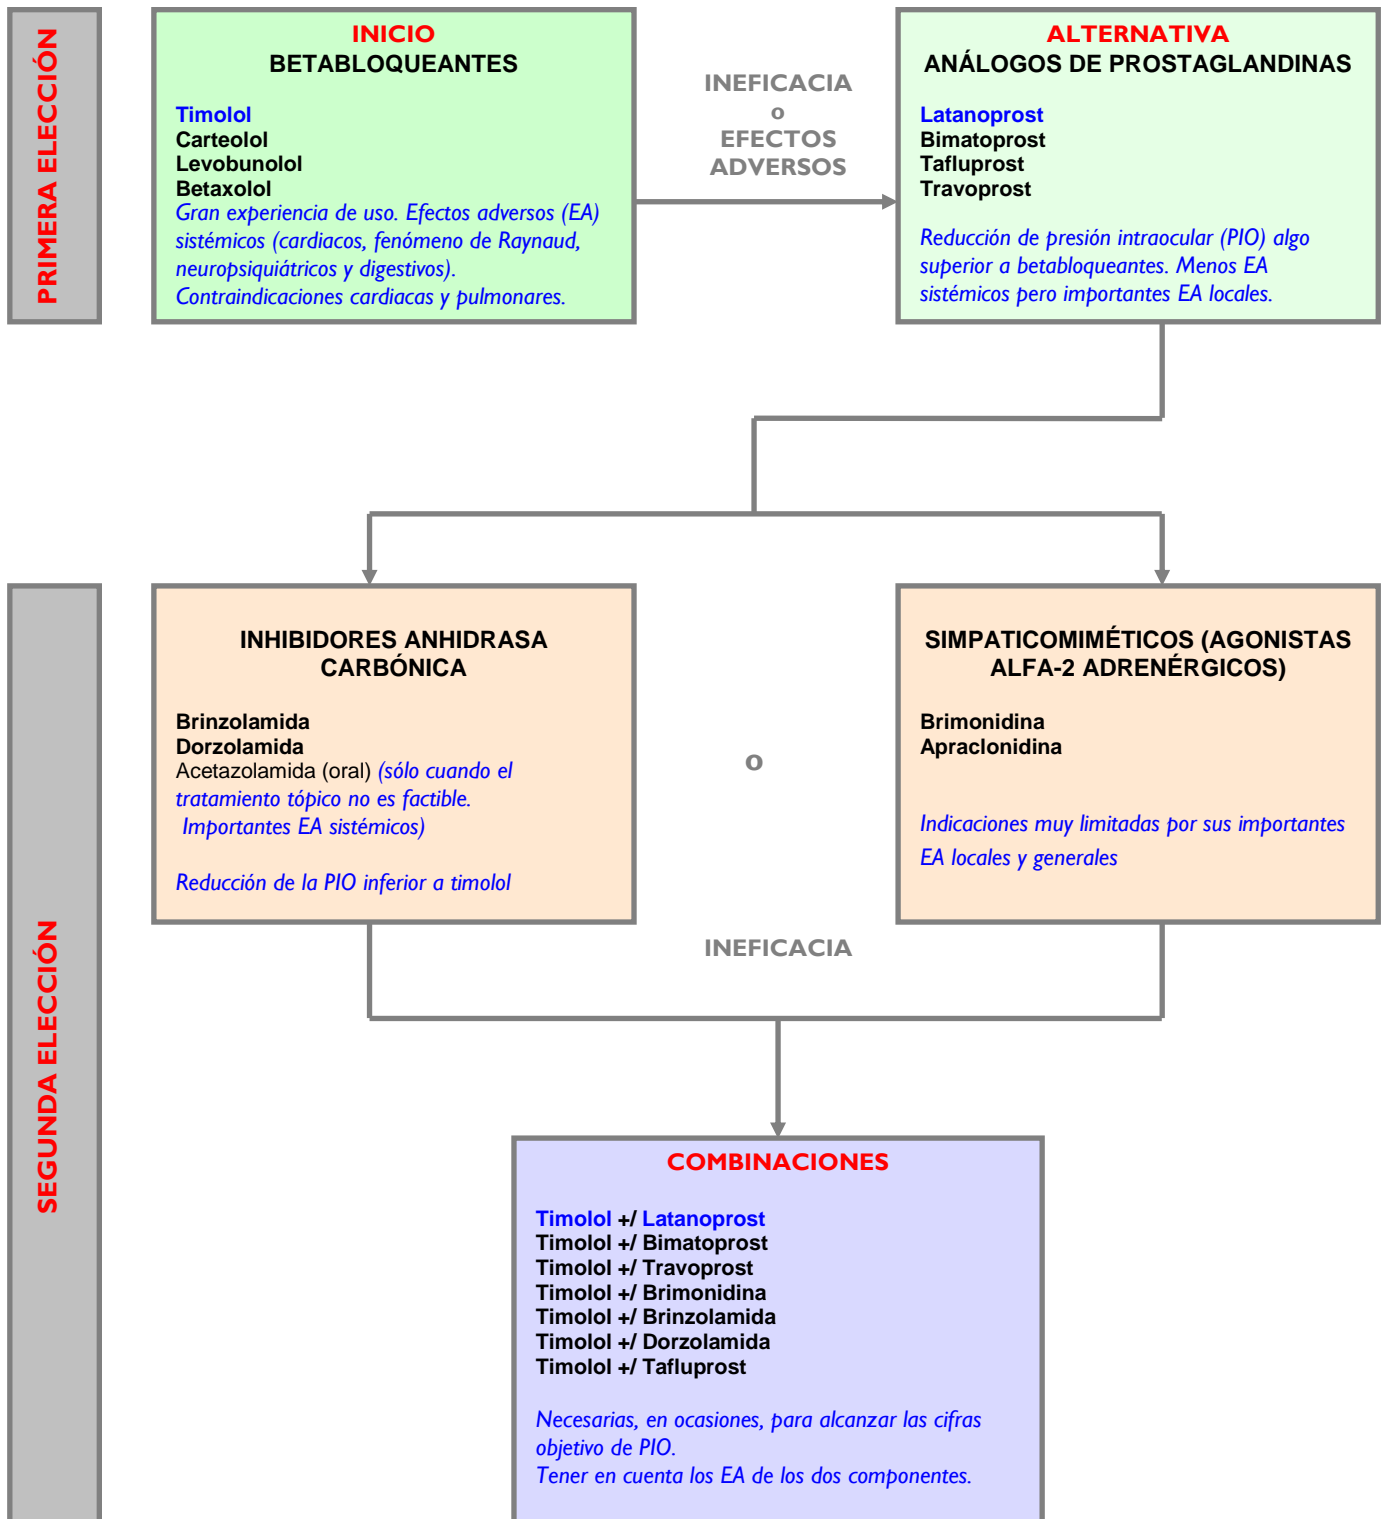 PRIMERA ELECCIÓN
INICIO
BETABLOQUEANTES
Timolol
Carteolol
Levobunolol
Betaxolol
Gran experiencia de uso. Efectos adversos (EA)
sistémicos (cardiacos, fenómeno de Raynaud,
neuropsiquiátricos y digestivos).
Contraindicaciones cardiacas y pulmonares.
INEFICACIA
o
EFECTOS
ADVERSOS
ALTERNATIVA
ANÁLOGOS DE PROSTAGLANDINAS
Latanoprost
Bimatoprost
Tafluprost
Travoprost
Reducción de presión intraocular (PIO) algo
superior a betabloqueantes. Menos EA
sistémicos pero importantes EA locales.
SEGUNDA ELECCIÓN
INHIBIDORES ANHIDRASA
CARBÓNICA
Brinzolamida
Dorzolamida
Acetazolamida (oral) (sólo cuando el
tratamiento tópico no es factible.
Importantes EA sistémicos)
Reducción de la PIO inferior a timolol
o
SIMPATICOMIMÉTICOS (AGONISTAS
ALFA-2 ADRENÉRGICOS)
Brimonidina
Apraclonidina
Indicaciones muy limitadas por sus importantes
EA locales y generales
INEFICACIA
COMBINACIONES
Timolol +/ Latanoprost
Timolol +/ Bimatoprost
Timolol +/ Travoprost
Timolol +/ Brimonidina
Timolol +/ Brinzolamida
Timolol +/ Dorzolamida
Timolol +/ Tafluprost
Necesarias, en ocasiones, para alcanzar las cifras
objetivo de PIO.
Tener en cuenta los EA de los dos componentes.